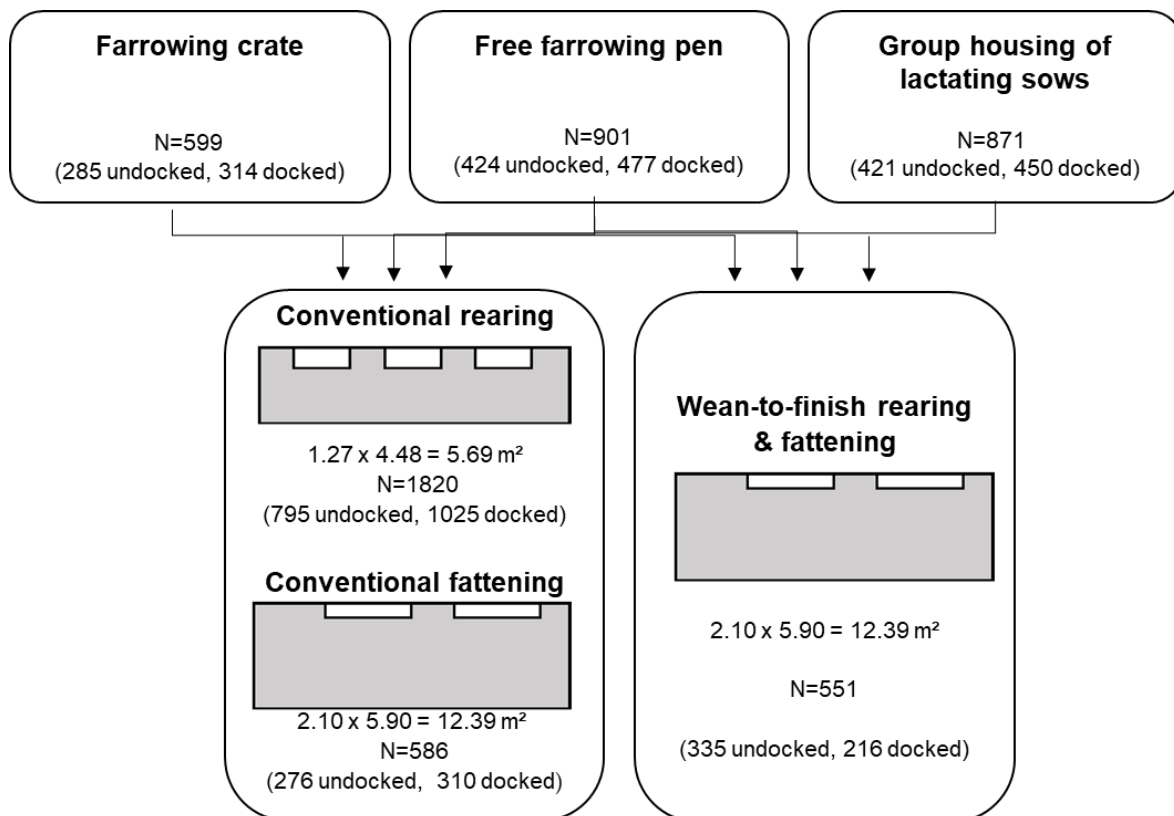 Farrowing crate
N=599
(285 undocked, 314 docked)
Free farrowing pen
N=901
(424 undocked, 477 docked)
Group housing of
lactating sows
N=871
(421 undocked, 450 docked)
Conventional rearing
1.27 x 4.48 = 5.69 m²
N=1820
(795 undocked, 1025 docked)
Conventional fattening
2.10 x 5.90 = 12.39 m²
N=586
(276 undocked, 310 docked)
Wean-to-finish rearing
& fattening
2.10 x 5.90 = 12.39 m²
N=551
(335 undocked, 216 docked)